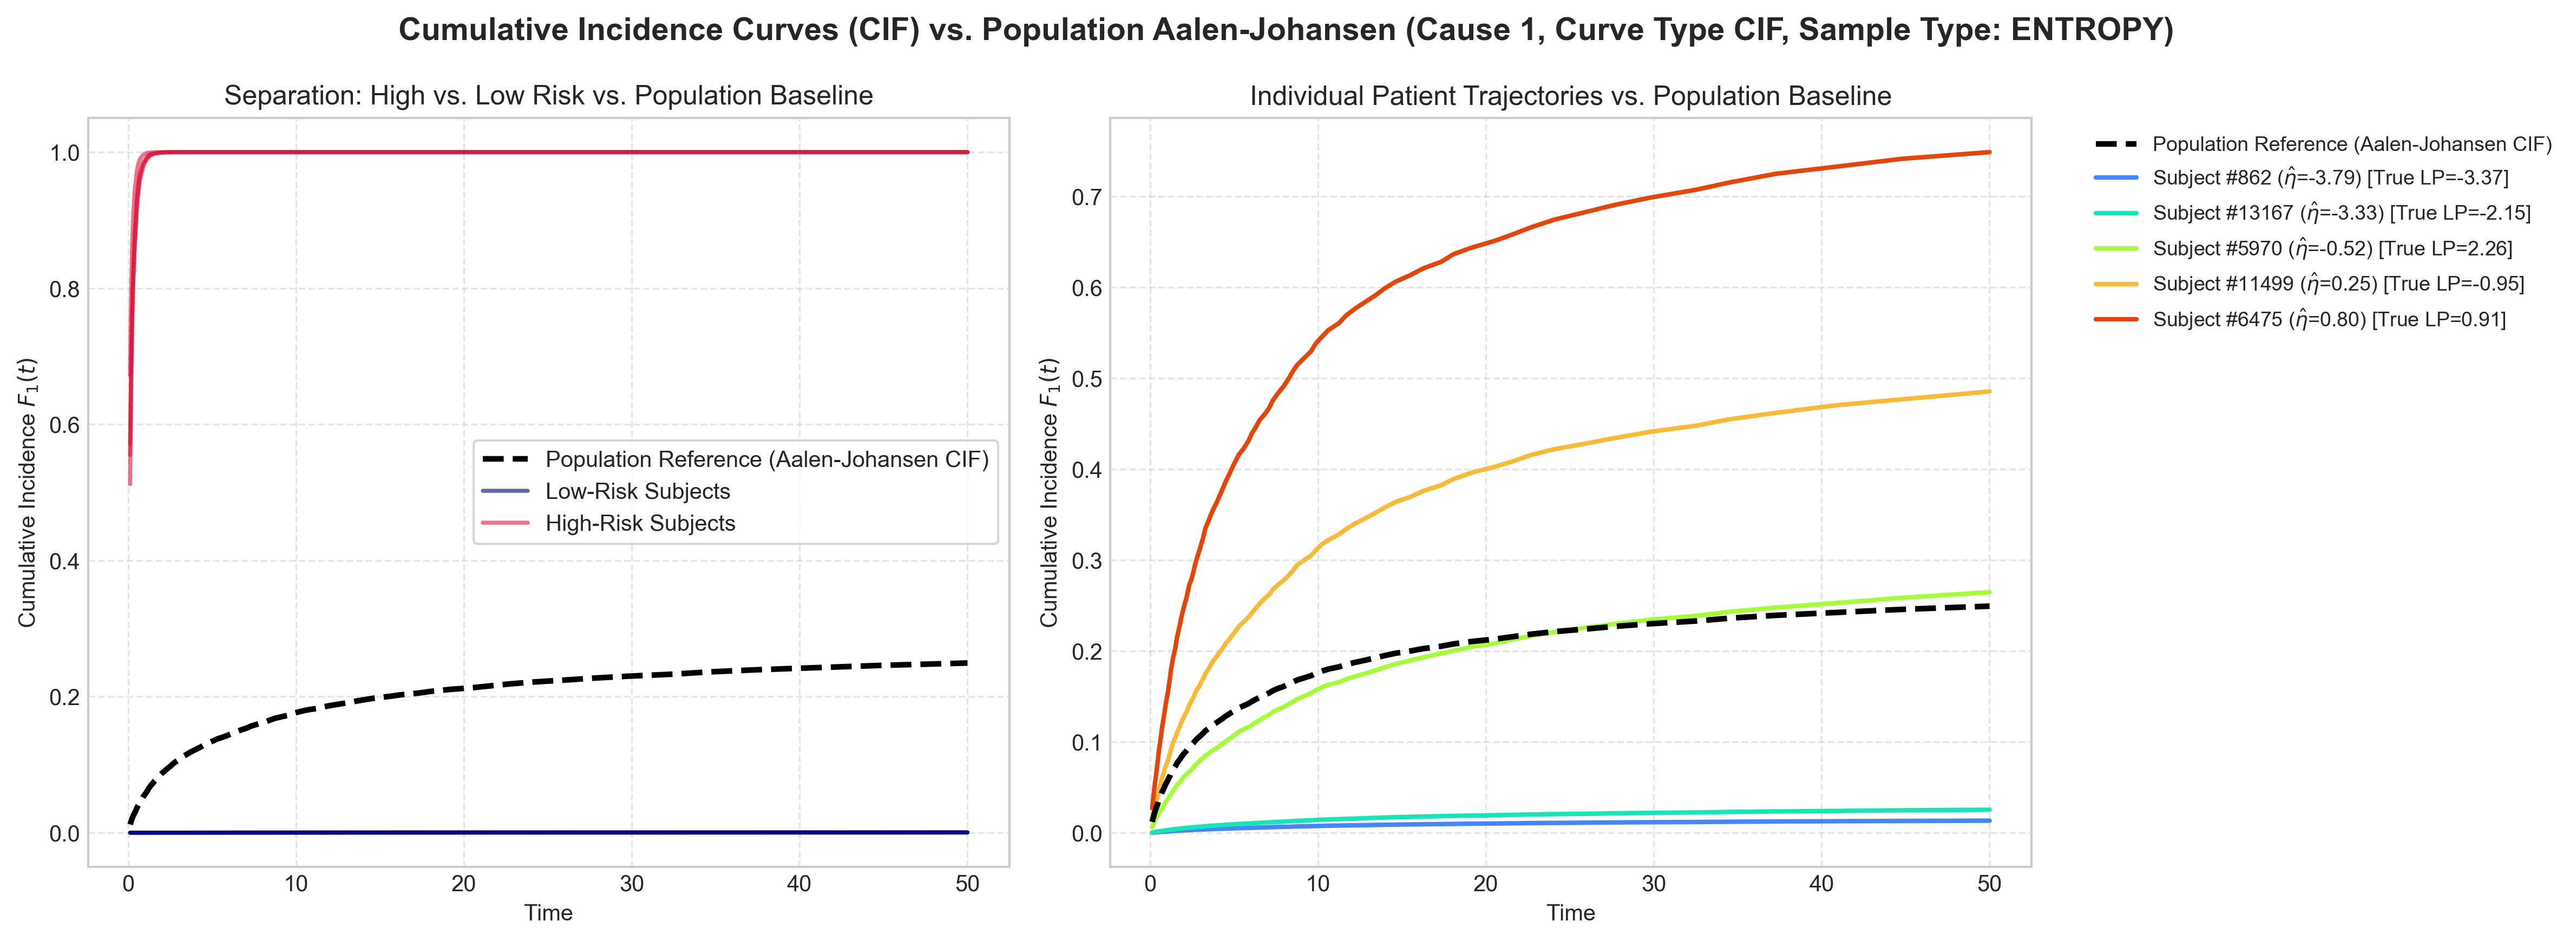 Cumulative Incidence Curves (CIF) vs. Population Aalen-Johansen (Cause 1, Curve Type CIF, Sample Type: ENTROPY)
Separation: High vs. Low Risk vs. Population Baseline
Cumulative Incidence F₁(t)
1.0
0.8
0.6
0.4
0.2
0.0
Population Reference (Aalen-Johansen CIF)
Low-Risk Subjects
High-Risk Subjects
0 10 20 30 40 50
Time
Individual Patient Trajectories vs. Population Baseline
Cumulative Incidence F₁(t)
0.7
0.6
0.5
0.4
0.3
0.2
0.1
0.0
0 10 20 30 40 50
Time
Population Reference (Aalen-Johansen CIF)
Subject #862 (η̂=-3.79) [True LP=-3.37]
Subject #13167 (η̂=-3.33) [True LP=-2.15]
Subject #5970 (η̂=-0.52) [True LP=2.26]
Subject #11499 (η̂=0.25) [True LP=-0.95]
Subject #6475 (η̂=0.80) [True LP=0.91]